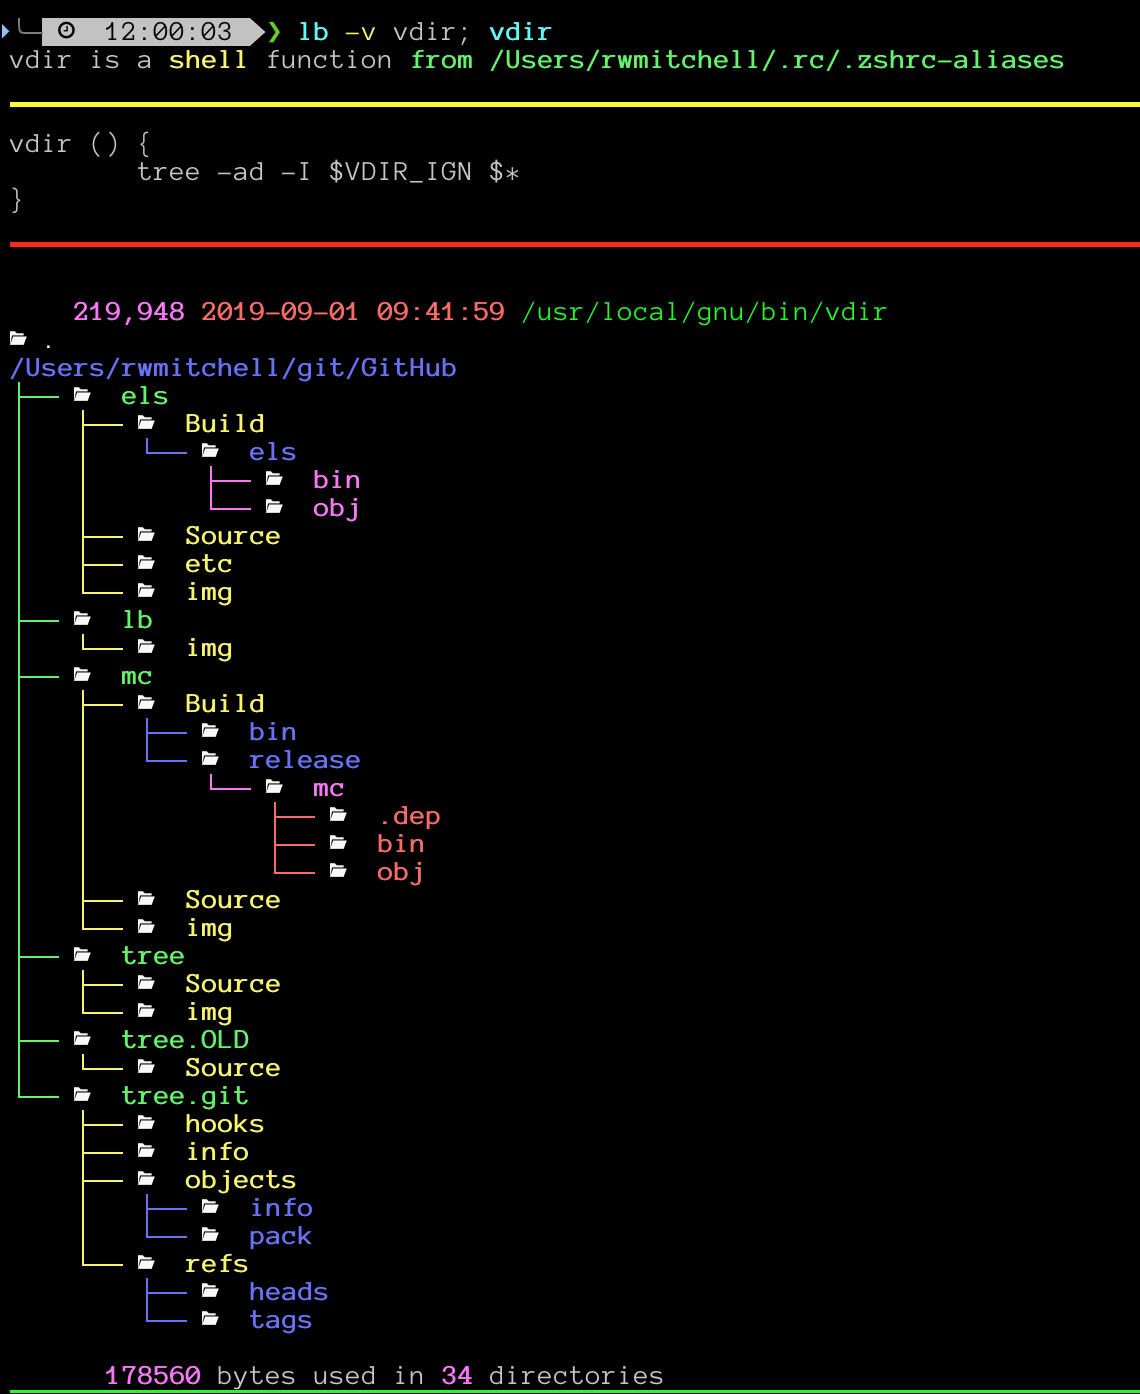 12:00:03 ❯ lb -v vdir; vdir
vdir is a shell function from /Users/rwmitchell/.rc/.zshrc-aliases
vdir () {
tree -ad -I $VDIR_IGN $*
}
219,948 2019-09-01 09:41:59 /usr/local/gnu/bin/vdir
.
/Users/rwmitchell/git/GitHub
├── els
├── Build
└── els
├── bin
└── obj
├── Source
├── etc
└── img
├── lb
└── img
├── mc
├── Build
├── bin
└── release
└── mc
├── .dep
├── bin
└── obj
├── Source
└── img
├── tree
├── Source
└── img
├── tree.OLD
└── Source
└── tree.git
├── hooks
├── info
├── objects
├── info
└── pack
└── refs
├── heads
└── tags
178560 bytes used in 34 directories